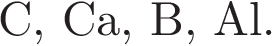 C, Ca, B, Al.